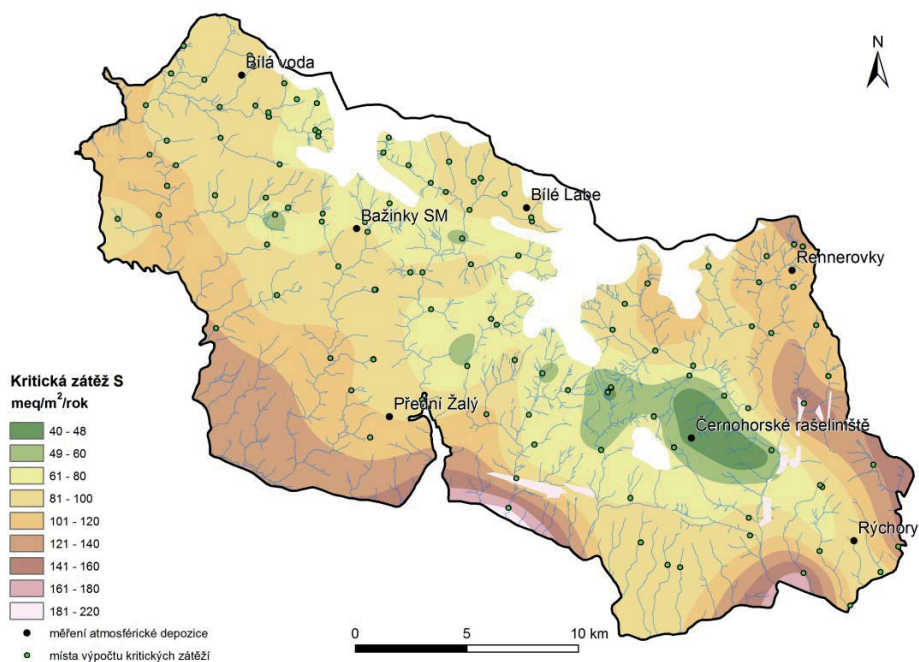 N
Bílá voda
Bílé Labe
Bažinky SM
Rennerovky
Přední Žalý
Černohorské rašeliniště
Rýchory
Kritická zátěž S
meq/m²/rok
40 - 48
49 - 60
61 - 80
81 - 100
101 - 120
121 - 140
141 - 160
161 - 180
181 - 220
měření atmosférické depozice
místa výpočtu kritických zátěží
0 5 10 km